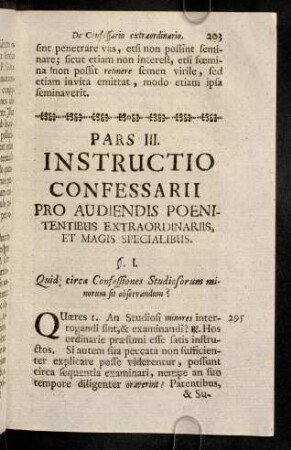 De Confessario extraordinario. 203
sint penetrare vas, etsi non possint semi-
nare; sicut etiam non interest, etsi fœmi-
na non possit retinere semen virile, sed
etiam invita emittat, modo etiam ipsa
seminaverit.
PARS III.
INSTRUCTIO
CONFESSARII
PRO AUDIENDIS POENI-
TENTIBUS EXTRAORDINARIIS,
ET MAGIS SPECIALIBUS.
§. I.
Quid circa Confessiones Studiosorum mi-
norum sit observandum?
QUæres 1. An Studiosi minores inter- 295
rogandi sint, & examinandi? ℞. Hos
ordinarie præsumi esse satis instru-
ctos. Si autem sua peccata non sufficien-
ter explicare posse viderentur, possunt
circa sequentia examinari, nempe an suo
tempore diligenter oraverint? Parentibus,
& Su-